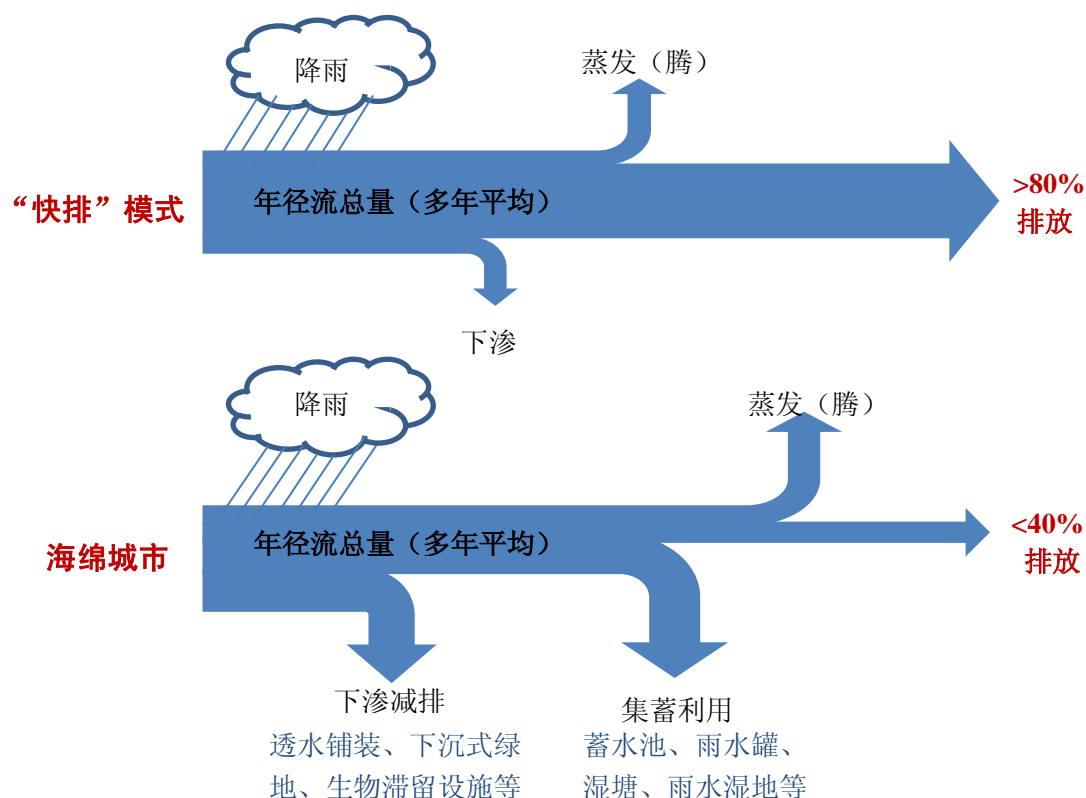 降雨
蒸发（腾）
“快排”模式
年径流总量（多年平均）
>80%
排放
下渗
降雨
蒸发（腾）
海绵城市
年径流总量（多年平均）
<40%
排放
下渗减排
透水铺装、下沉式绿
地、生物滞留设施等
集蓄利用
蓄水池、雨水罐、
湿塘、雨水湿地等